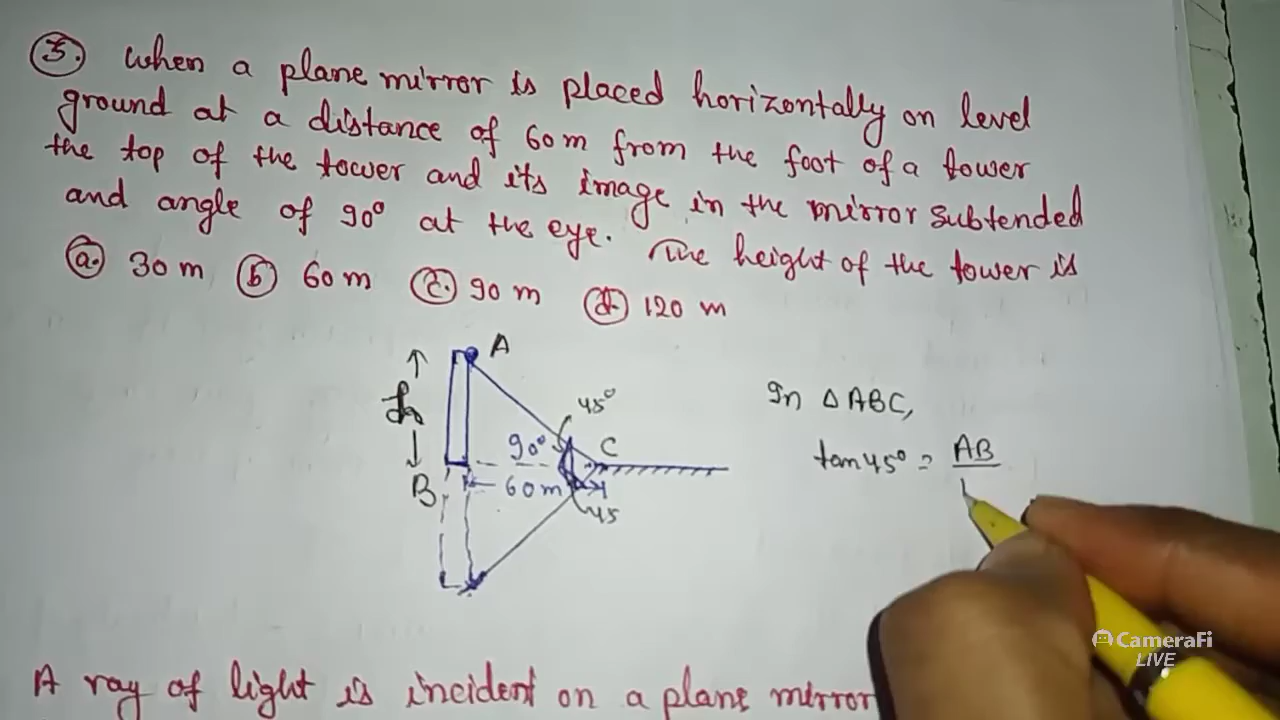 5. When a plane mirror is placed horizontally on level
ground at a distance of 60 m from the foot of a tower
the top of the tower and its image in the mirror subtended
and angle of 90° at the eye. The height of the tower is
a. 30 m b. 60 m c. 90 m d. 120 m
A
h
B
90°
45°
C
60 m
45
In △ ABC,
tan 45° = AB
A ray of light is incident on a plane mirror
CameraFi
LIVE